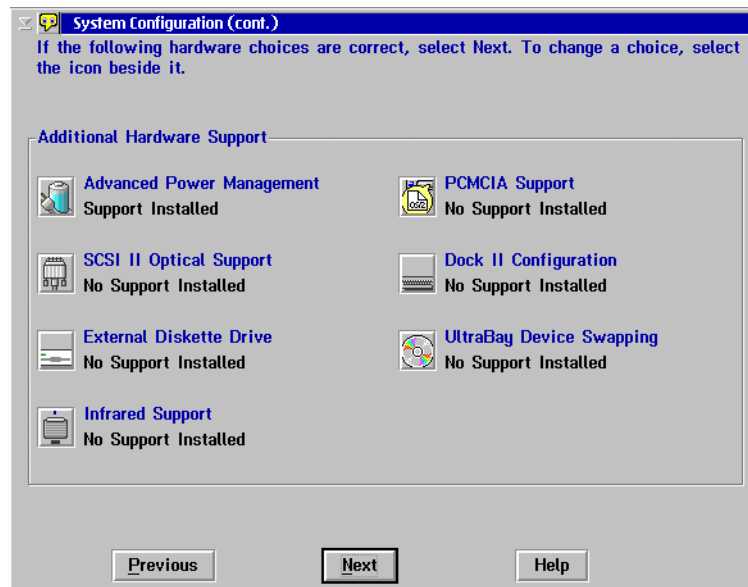 System Configuration (cont.)
If the following hardware choices are correct, select Next. To change a choice, select
the icon beside it.
Additional Hardware Support
Advanced Power Management
Support Installed
PCMCIA Support
No Support Installed
SCSI II Optical Support
No Support Installed
Dock II Configuration
No Support Installed
External Diskette Drive
No Support Installed
UltraBay Device Swapping
No Support Installed
Infrared Support
No Support Installed
Previous
Next
Help